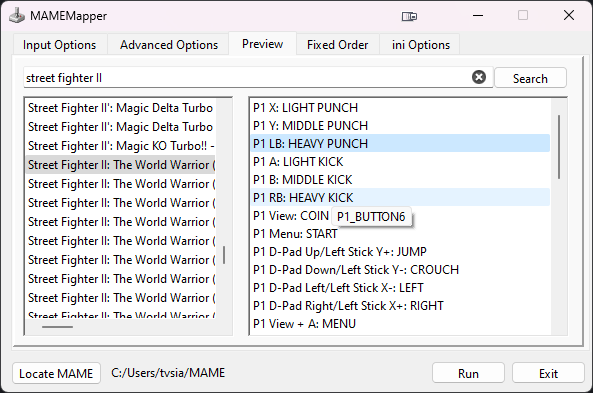 MAMEMapper
Input Options Advanced Options Preview Fixed Order ini Options
street fighter II
Search
Street Fighter II': Magic Delta Turbo
Street Fighter II': Magic Delta Turbo
Street Fighter II': Magic KO Turbo!! -
Street Fighter II: The World Warrior (
Street Fighter II: The World Warrior (
Street Fighter II: The World Warrior (
Street Fighter II: The World Warrior (
Street Fighter II: The World Warrior (
Street Fighter II: The World Warrior (
Street Fighter II: The World Warrior (
Street Fighter II: The World Warrior (
Street Fighter II: The World Warrior (
P1 X: LIGHT PUNCH
P1 Y: MIDDLE PUNCH
P1 LB: HEAVY PUNCH
P1 A: LIGHT KICK
P1 B: MIDDLE KICK
P1 RB: HEAVY KICK
P1 View: COIN
P1_BUTTON6
P1 Menu: START
P1 D-Pad Up/Left Stick Y+: JUMP
P1 D-Pad Down/Left Stick Y-: CROUCH
P1 D-Pad Left/Left Stick X-: LEFT
P1 D-Pad Right/Left Stick X+: RIGHT
P1 View + A: MENU
Locate MAME C:/Users/tvsia/MAME Run Exit